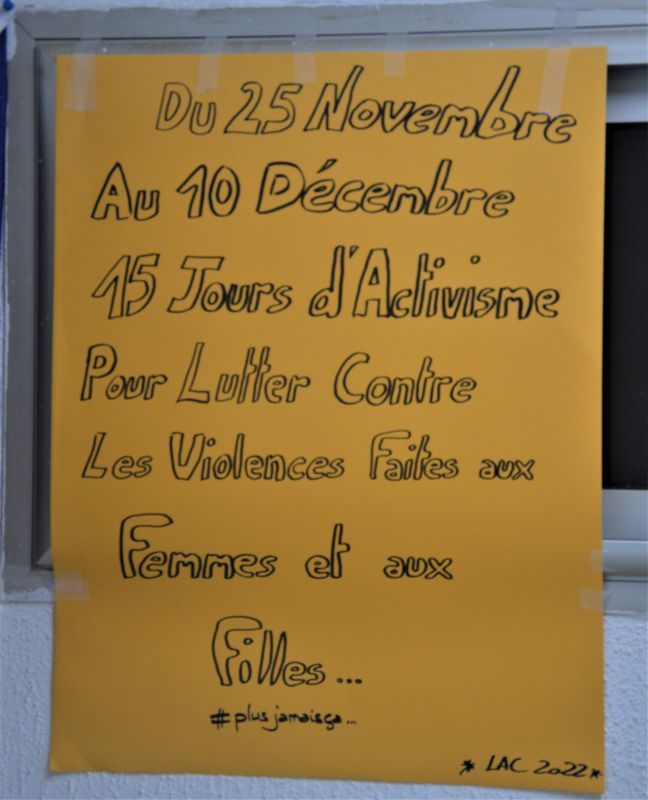 Du 25 Novembre
Au 10 Décembre
15 Jours d'Activisme
Pour Lutter Contre
Les Violences Faites aux
Femmes et aux
Filles...
#plusjamaisça...
* LAC 2022 *